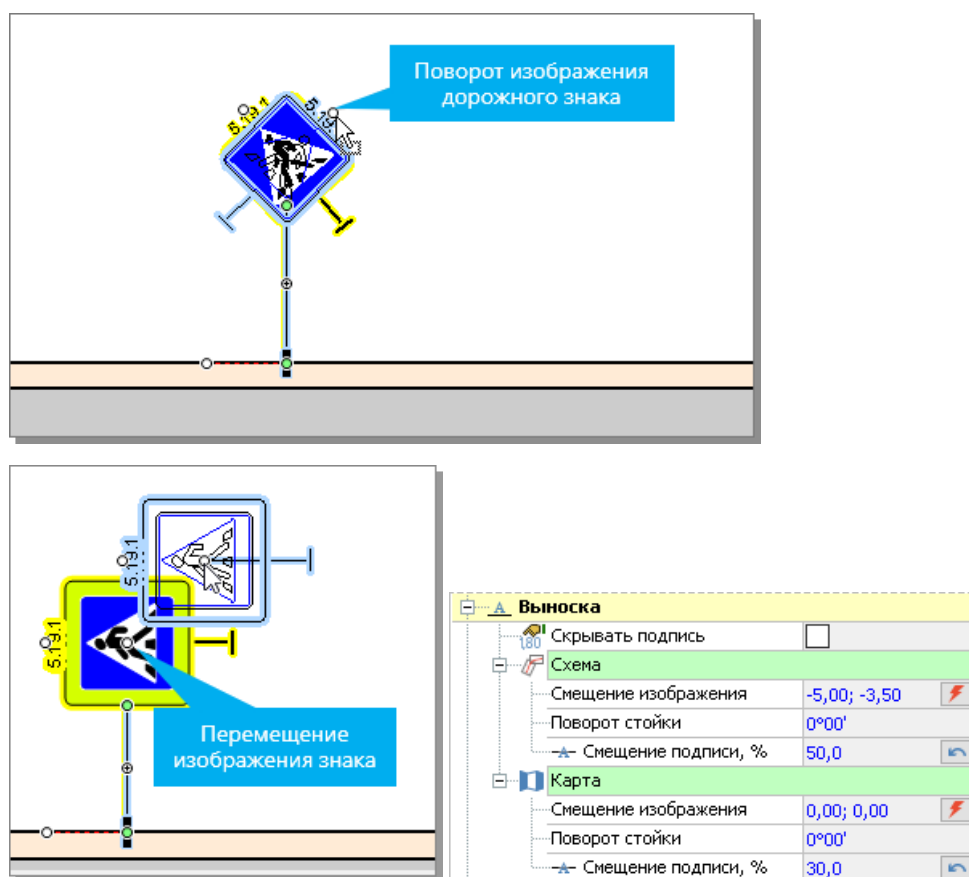 Поворот изображения
дорожного знака
5.19.1
5.19.
5.19.1
5.19.1
Перемещение
изображения знака
Выноска
Скрывать подпись
Схема
Смещение изображения -5,00; -3,50
Поворот стойки 0°00'
Смещение подписи, % 50,0
Карта
Смещение изображения 0,00; 0,00
Поворот стойки 0°00'
Смещение подписи, % 30,0